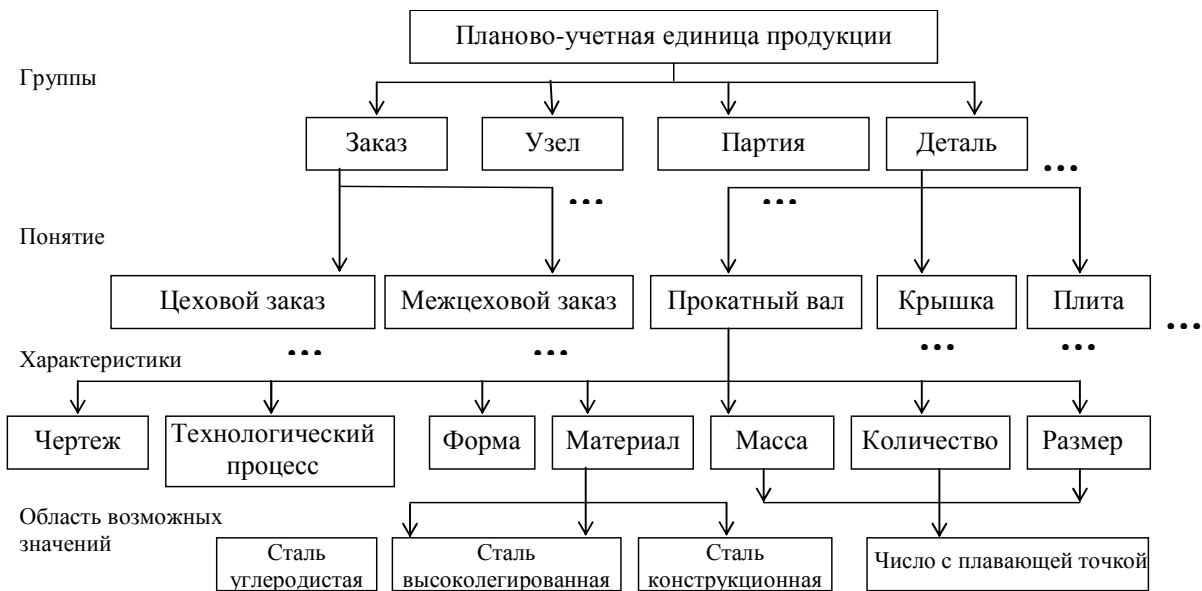 Планово-учетная единица продукции
Группы
Заказ
Узел
Партия
Деталь
...
...
...
Понятие
Цеховой заказ
Межцеховой заказ
Прокатный вал
Крышка
Плита
...
...
...
...
...
Характеристики
Чертеж
Технологический
процесс
Форма
Материал
Масса
Количество
Размер
Область возможных
значений
Сталь
углеродистая
Сталь
высоколегированная
Сталь
конструкционная
Число с плавающей точкой